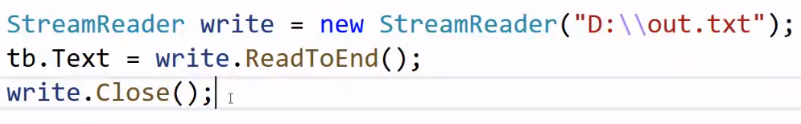 StreamReader write = new StreamReader("D:\\out.txt");
tb.Text = write.ReadToEnd();
write.Close();